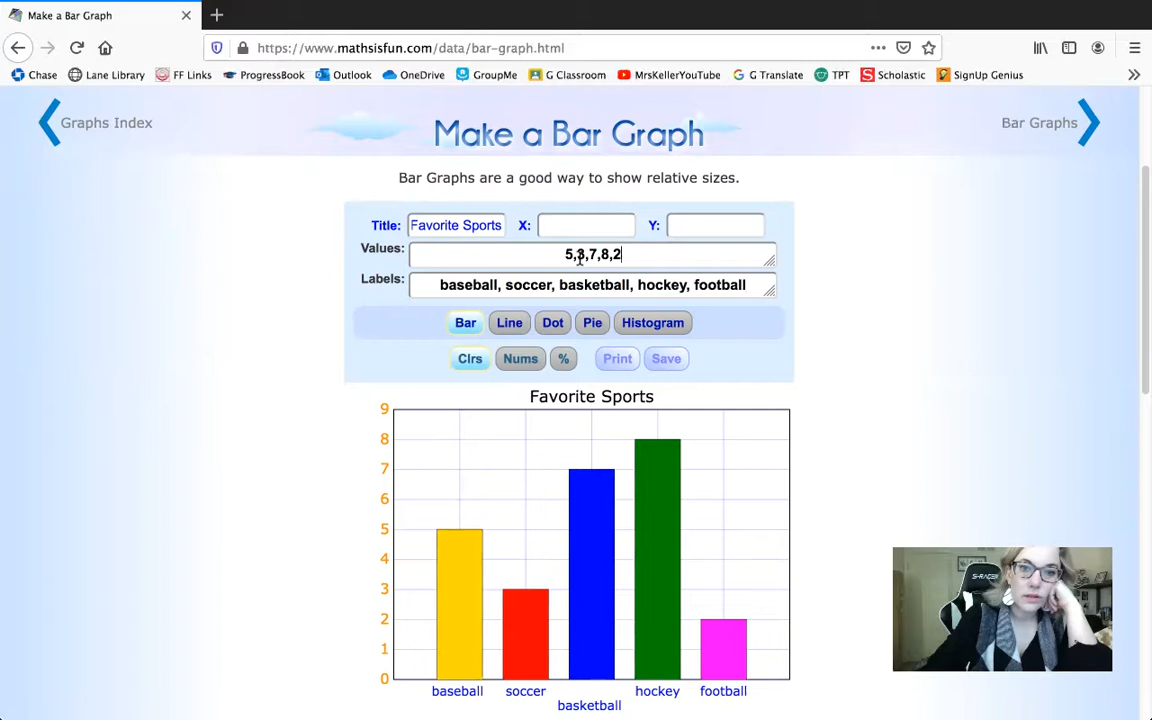 Make a Bar Graph
https://www.mathsisfun.com/data/bar-graph.html
Chase Lane Library FF Links ProgressBook Outlook OneDrive GroupMe G Classroom MrsKellerYouTube G Translate TPT Scholastic SignUp Genius
Graphs Index
Make a Bar Graph
Bar Graphs
Bar Graphs are a good way to show relative sizes.
Title: Favorite Sports X: Y:
Values: 5,3,7,8,2
Labels: baseball, soccer, basketball, hockey, football
Bar Line Dot Pie Histogram
Clrs Nums % Print Save
Favorite Sports
9
8
7
6
5
4
3
2
1
0
baseball soccer hockey football
basketball